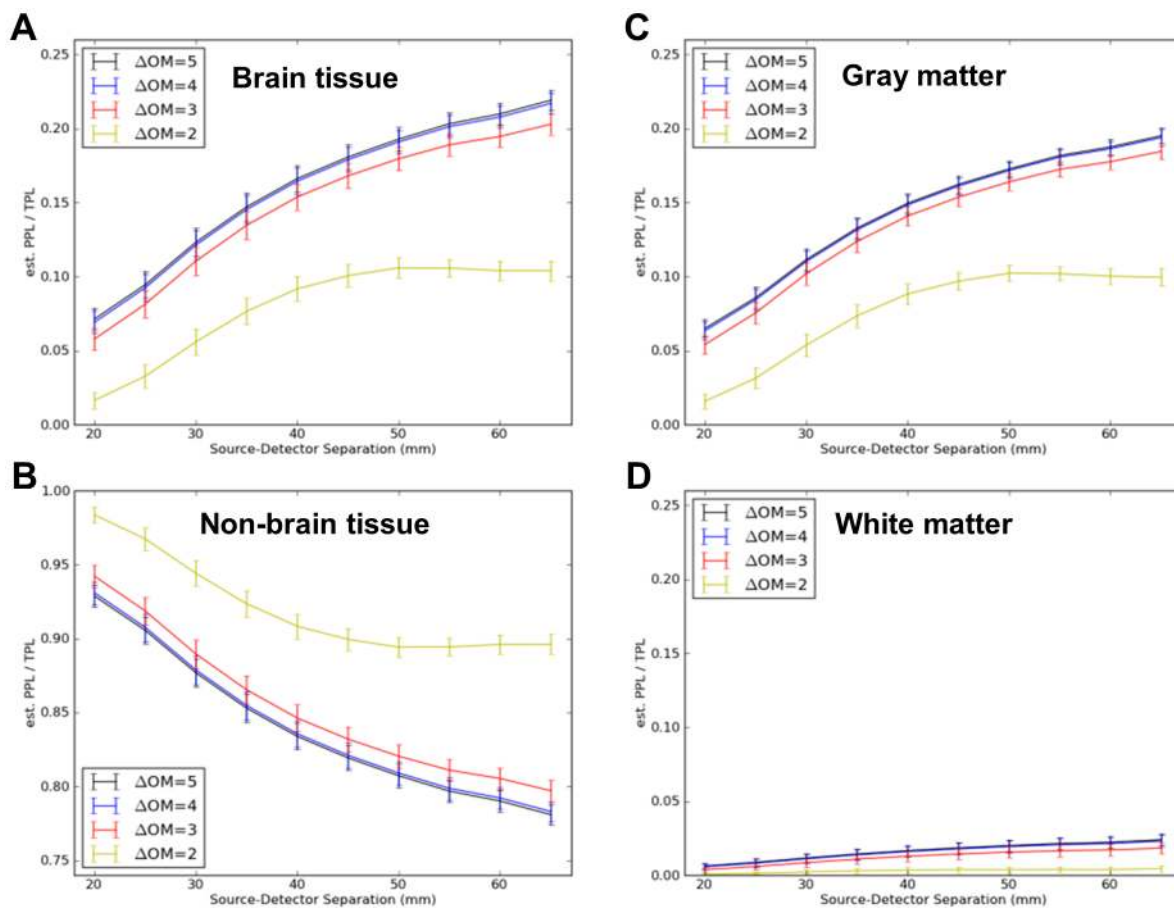 A
Brain tissue
ΔOM=5
ΔOM=4
ΔOM=3
ΔOM=2
0.25
0.20
0.15
0.10
0.05
0.00
est. PPL / TPL
20 30 40 50 60
Source-Detector Separation (mm)
C
Gray matter
ΔOM=5
ΔOM=4
ΔOM=3
ΔOM=2
0.25
0.20
0.15
0.10
0.05
0.00
est. PPL / TPL
20 30 40 50 60
Source-Detector Separation (mm)
B
Non-brain tissue
1.00
0.95
0.90
0.85
0.80
0.75
est. PPL / TPL
ΔOM=5
ΔOM=4
ΔOM=3
ΔOM=2
20 30 40 50 60
Source-Detector Separation (mm)
D
White matter
ΔOM=5
ΔOM=4
ΔOM=3
ΔOM=2
0.25
0.20
0.15
0.10
0.05
0.00
est. PPL / TPL
20 30 40 50 60
Source-Detector Separation (mm)